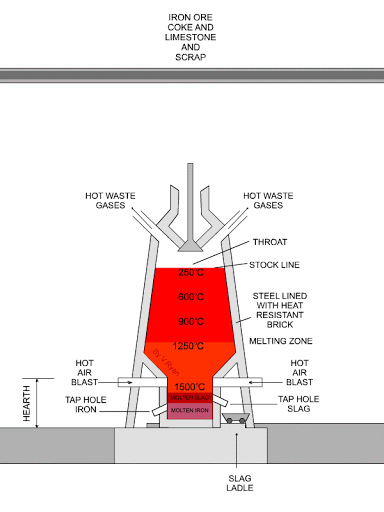 IRON ORE
COKE AND
LIMESTONE
AND
SCRAP
HOT WASTE
GASES
HOT WASTE
GASES
THROAT
STOCK LINE
250°C
600°C
STEEL LINED
WITH HEAT
RESISTANT
BRICK
900°C
1250°C
MELTING ZONE
By V.Ryan
HOT
AIR
BLAST
HOT
AIR
BLAST
1500°C
HEARTH
TAP HOLE
IRON
MOLTEN SLAG
MOLTEN IRON
TAP HOLE
SLAG
SLAG
LADLE